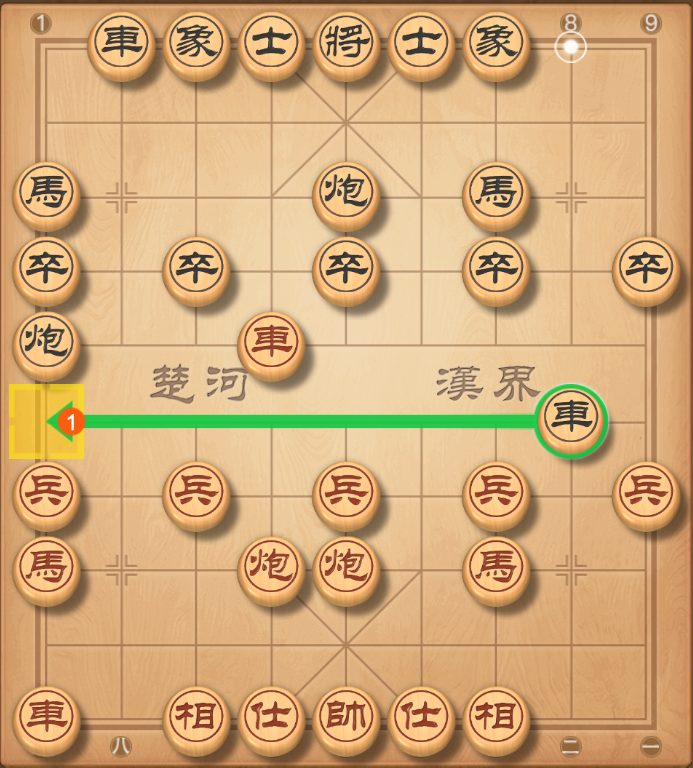 1 8 9
車 象 士 將 士 象
馬 炮 馬
卒 卒 卒 卒 卒
炮 車
楚河 漢界
1 車
兵 兵 兵 兵 兵
馬 炮 炮 馬
車 相 仕 帥 仕 相
八 二 一